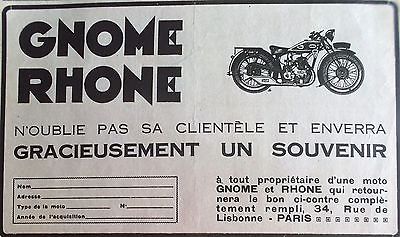 GNOME
RHONE
N'OUBLIE PAS SA CLIENTÈLE ET ENVERRA
GRACIEUSEMENT UN SOUVENIR
Nom
Adresse
Type de la moto N°
Année de l'acquisition
à tout propriétaire d'une moto
GNOME et RHONE qui retour-
nera le bon ci-contre complè-
tement rempli, 34, Rue de
Lisbonne - PARIS